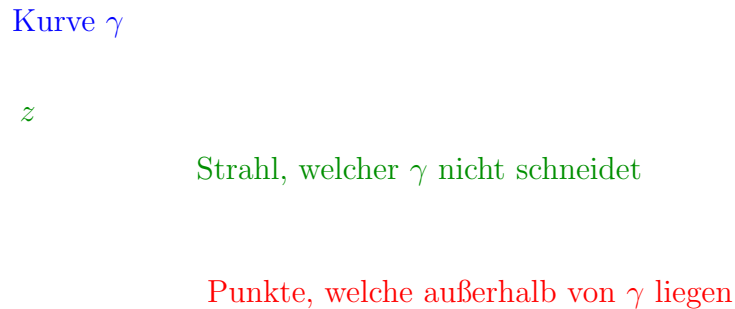 Kurve γ
z
Strahl, welcher γ nicht schneidet
Punkte, welche außerhalb von γ liegen